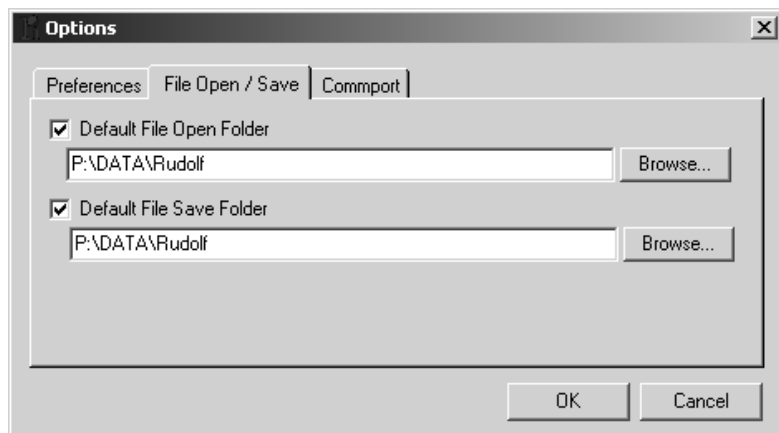 Options
Preferences File Open / Save Commport
Default File Open Folder
P:\DATA\Rudolf Browse...
Default File Save Folder
P:\DATA\Rudolf Browse...
OK Cancel